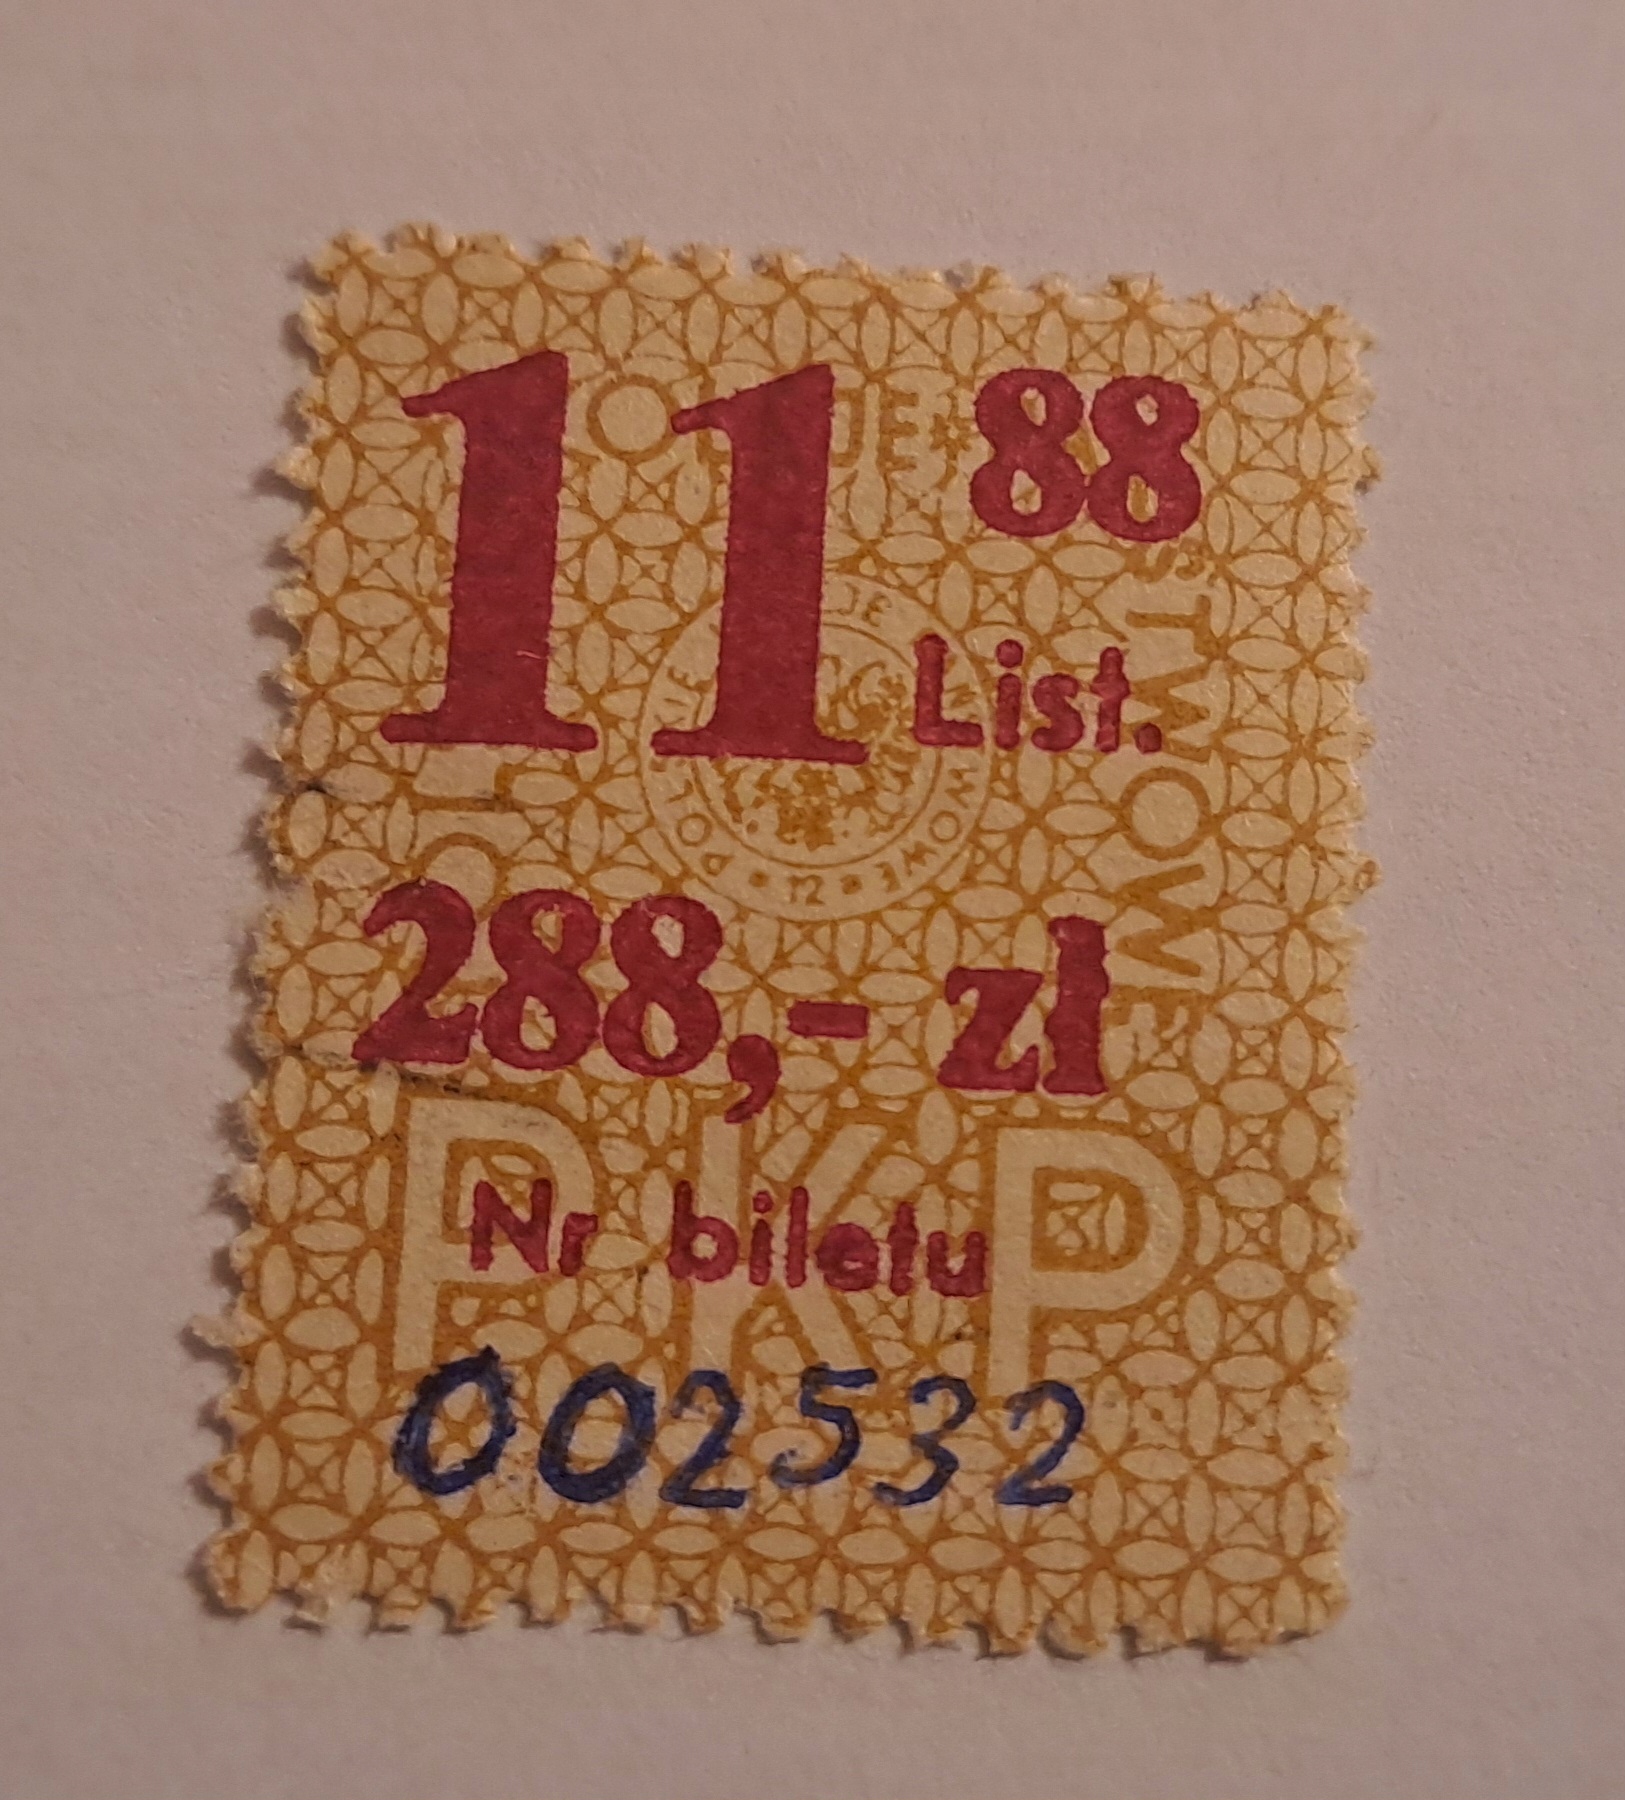 11 88
List.
288,- zł
PKP
Nr biletu
002532